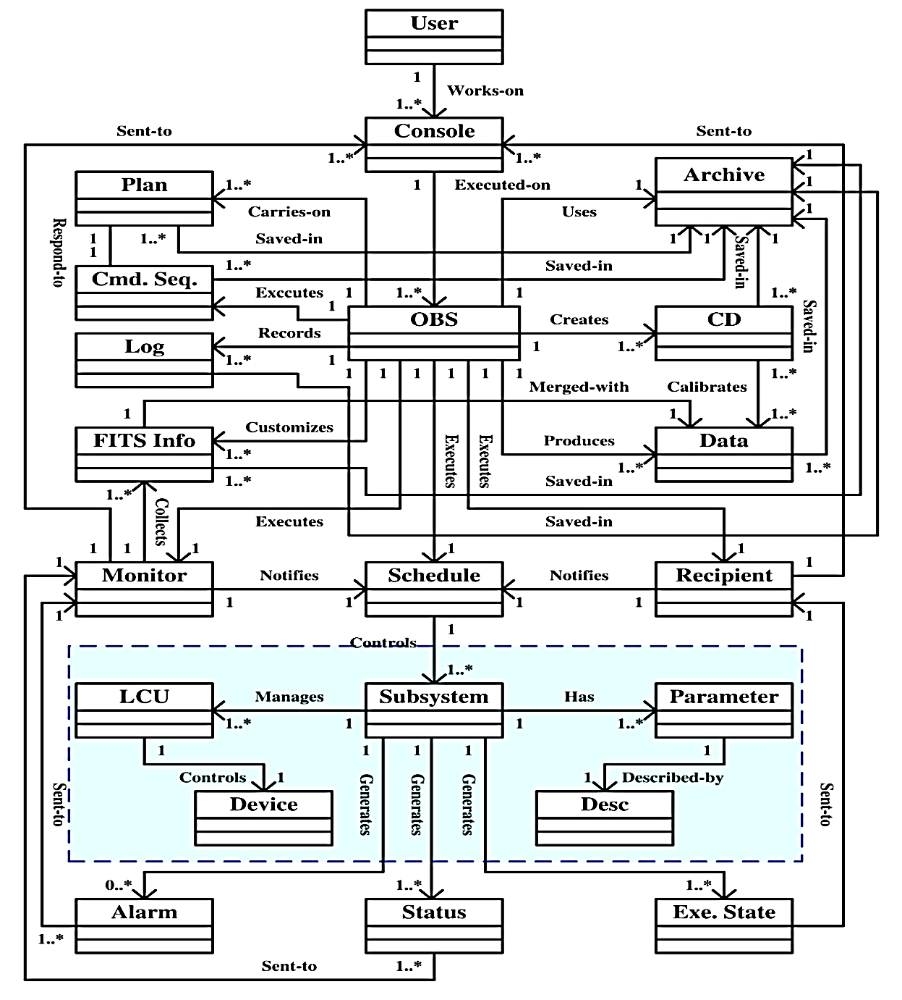 User
1
Works-on
1..*
Sent-to
Console
Sent-to
1..*
1..*
1
Plan
1..*
1
Executed-on
1
Archive
1
Carries-on
Uses
1
Respond-to
1
1..*
Saved-in
1
1
Saved-in
1
1
1..*
Saved-in
Cmd. Seq.
Exccutes
1
1..*
1
1..*
1
OBS
Creates
CD
Saved-in
Records
Log
1..*
1
1
1..*
1
1
1
1
1
1
1..*
Merged-with
Calibrates
1
1
1..*
Customizes
FITS Info
1..*
Executes
Executes
Produces
Data
1..*
1..*
1..*
Saved-in
1..*
Collects
Executes
Saved-in
1
1
1
1
1
1
1
Monitor
Notifies
Schedule
Notifies
Recipient
1
1
1
1
1
1
1
Controls
1..*
LCU
Manages
Subsystem
Has
Parameter
1..*
1
1
1..*
1
1
1
1
1
Controls
1
Generates
Generates
Generates
1
Described-by
Sent-to
Device
Desc
Sent-to
0..*
1..*
1..*
Alarm
Status
Exe. State
1..*
Sent-to
1..*